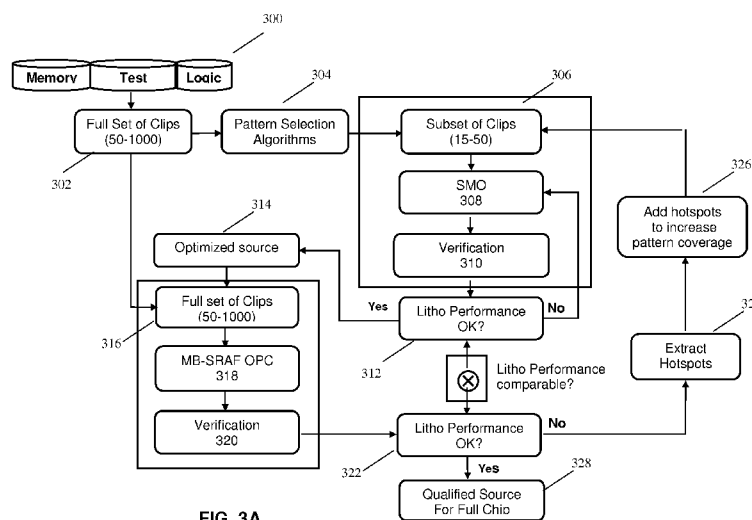 300
Memory Test Logic
304
306
Full Set of Clips
(50-1000)
Pattern Selection
Algorithms
Subset of Clips
(15-50)
302
326
SMO
308
314
Add hotspots
to increase
pattern coverage
Optimized source
Verification
310
Full set of Clips
(50-1000)
Yes
Litho Performance
OK?
No
316
312
MB-SRAF OPC
318
Litho Performance
comparable?
Extract
Hotspots
Verification
320
Litho Performance
OK?
No
322
Yes
328
Qualified Source
For Full Chip
FIG. 3A